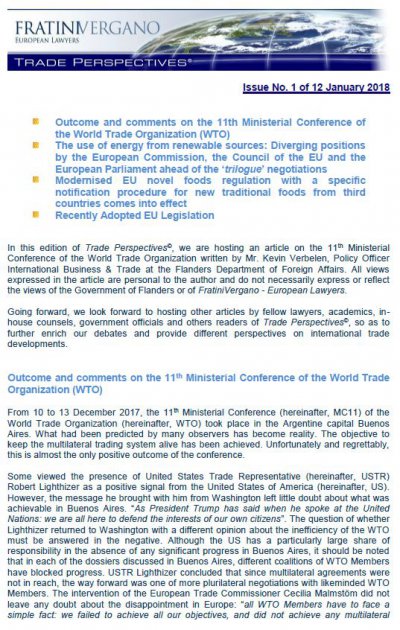 FRATINIVERGANO
EUROPEAN LAWYERS
TRADE PERSPECTIVES®
Issue No. 1 of 12 January 2018
Outcome and comments on the 11th Ministerial Conference of
the World Trade Organization (WTO)
The use of energy from renewable sources: Diverging positions
by the European Commission, the Council of the EU and the
European Parliament ahead of the ‘trilogue’ negotiations
Modernised EU novel foods regulation with a specific
notification procedure for new traditional foods from third
countries comes into effect
Recently Adopted EU Legislation
In this edition of Trade Perspectives©, we are hosting an article on the 11th Ministerial
Conference of the World Trade Organization written by Mr. Kevin Verbelen, Policy Officer
International Business & Trade at the Flanders Department of Foreign Affairs. All views
expressed in the article are personal to the author and do not necessarily express or reflect
the views of the Government of Flanders or of FratiniVergano - European Lawyers.
Going forward, we look forward to hosting other articles by fellow lawyers, academics, in-
house counsels, government officials and others readers of Trade Perspectives©, so as to
further enrich our debates and provide different perspectives on international trade
developments.
Outcome and comments on the 11th Ministerial Conference of the World Trade
Organization (WTO)
From 10 to 13 December 2017, the 11th Ministerial Conference (hereinafter, MC11) of the
World Trade Organization (hereinafter, WTO) took place in the Argentine capital Buenos
Aires. What had been predicted by many observers has become reality. The objective to
keep the multilateral trading system alive has been achieved. Unfortunately and regrettably,
this is almost the only positive outcome of the conference.
Some viewed the presence of United States Trade Representative (hereinafter, USTR)
Robert Lighthizer as a positive signal from the United States of America (hereinafter, US).
However, the message he brought with him from Washington left little doubt about what was
achievable in Buenos Aires. “As President Trump has said when he spoke at the United
Nations: we are all here to defend the interests of our own citizens”. The question of whether
Lighthizer returned to Washington with a different opinion about the inefficiency of the WTO
must be answered in the negative. Although the US has a particularly large share of
responsibility in the absence of any significant progress in Buenos Aires, it should be noted
that in each of the dossiers discussed in Buenos Aires, different coalitions of WTO Members
have blocked progress. USTR Lighthizer concluded that since multilateral agreements were
not in reach, the way forward was one of more plurilateral negotiations with likeminded WTO
Members. The intervention of the European Trade Commissioner Cecilia Malmström did not
leave any doubt about the disappointment in Europe: “all WTO Members have to face a
simple fact: we failed to achieve all our objectives, and did not achieve any multilateral